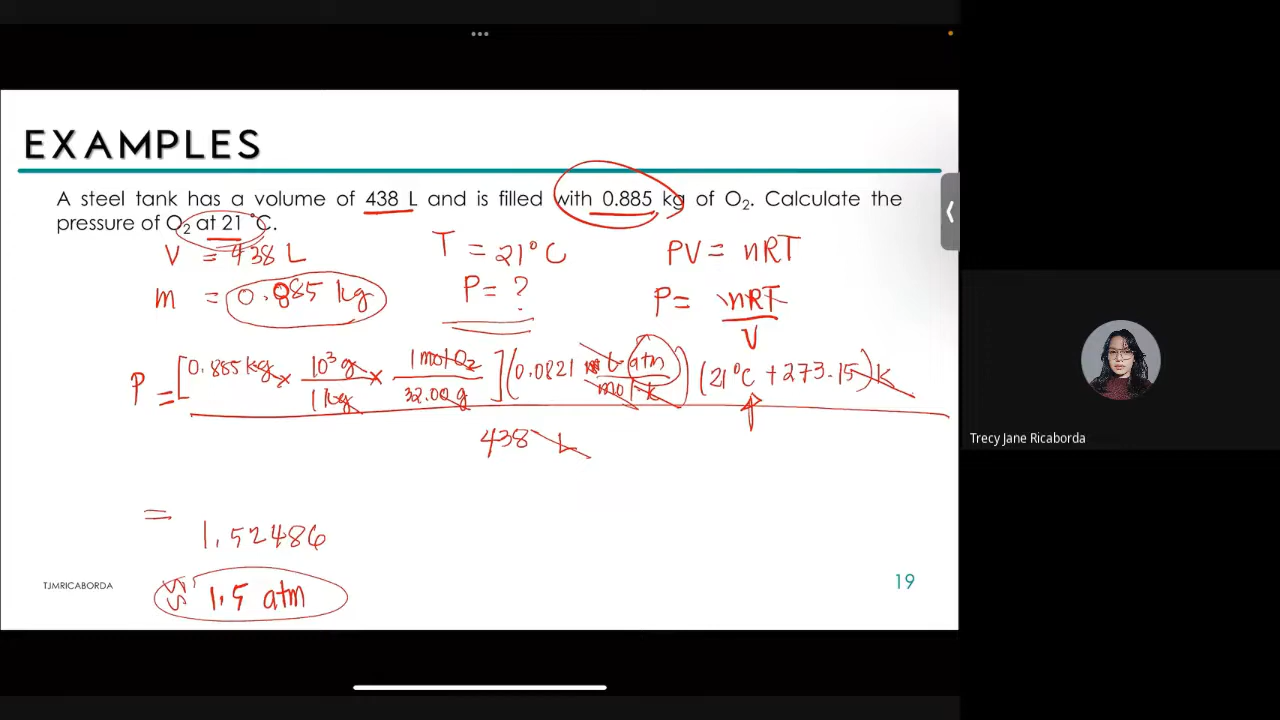 EXAMPLES
A steel tank has a volume of 438 L and is filled with 0.885 kg of O₂. Calculate the
pressure of O₂ at 21 °C.
V = 438 L T = 21°C PV = nRT
m = 0.885 kg P = ? P = nRT / V
P = [0.885 kg x 10³ g / 1 kg x 1 mol O₂ / 32.00 g] (0.0821 L atm / mol K) (21°C + 273.15) K
438 L
= 1.52486
≈ 1.5 atm
TJMRICABORDA
19
Trecy Jane Ricaborda